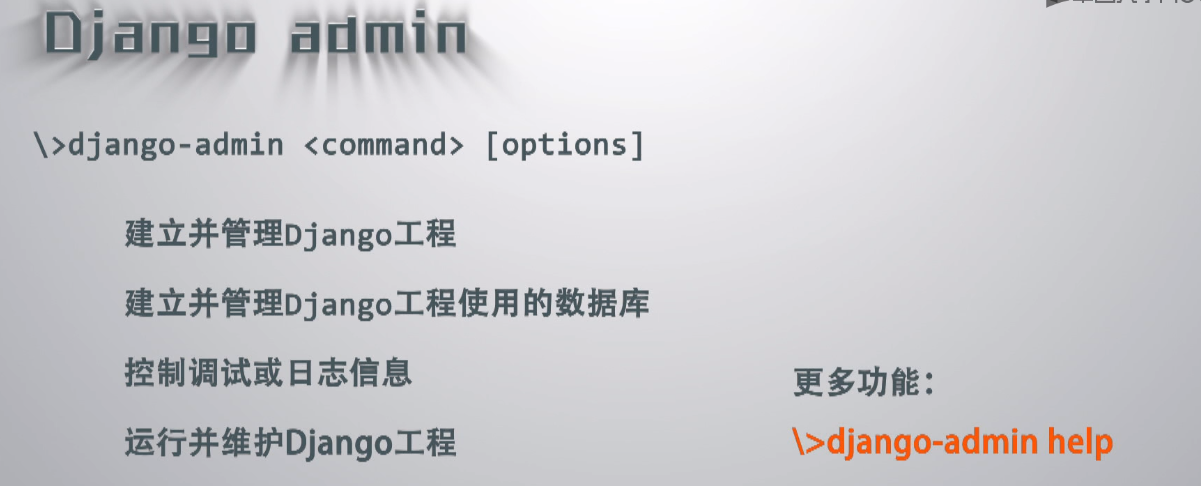 Django admin
\>django-admin <command> [options]
建立并管理Django工程
建立并管理Django工程使用的数据库
控制调试或日志信息
运行并维护Django工程
更多功能：
\>django-admin help